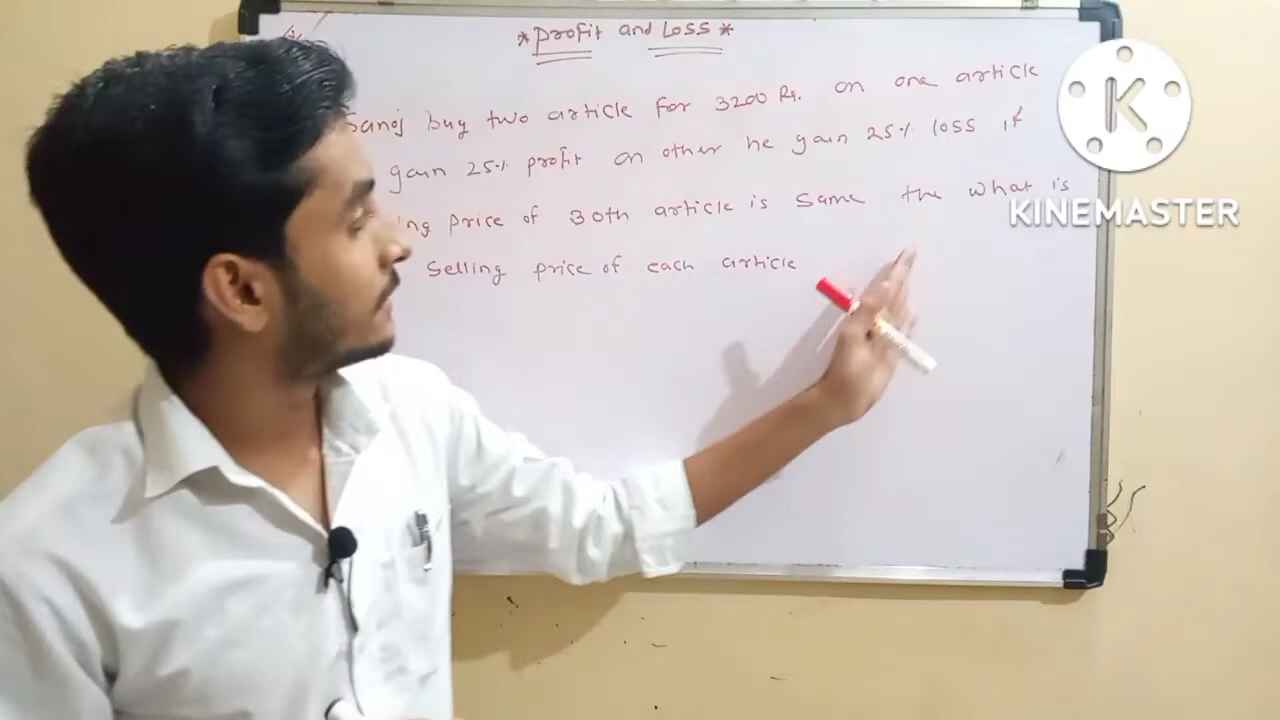 *Profit and Loss*
Sanoj buy two article for 3200 Rs. on one article
gain 25% profit on other he gain 25% loss if
ing price of Both article is same the what is
selling price of each article
K
KINEMASTER